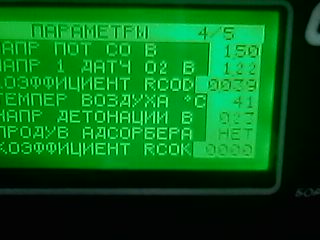 ПАРАМЕТРЫ 4/5
НАПР ПОТ СО В 150
НАПР 1 ДАТЧ О2 В 122
КОЭФФИЦИЕНТ RCOD 0039
ТЕМПЕР ВОЗДУХА °С 41
НАПР ДЕТОНАЦИИ В 023
ПРОДУВ АДСОРБЕРА НЕТ
КОЭФФИЦИЕНТ RCOK 0000